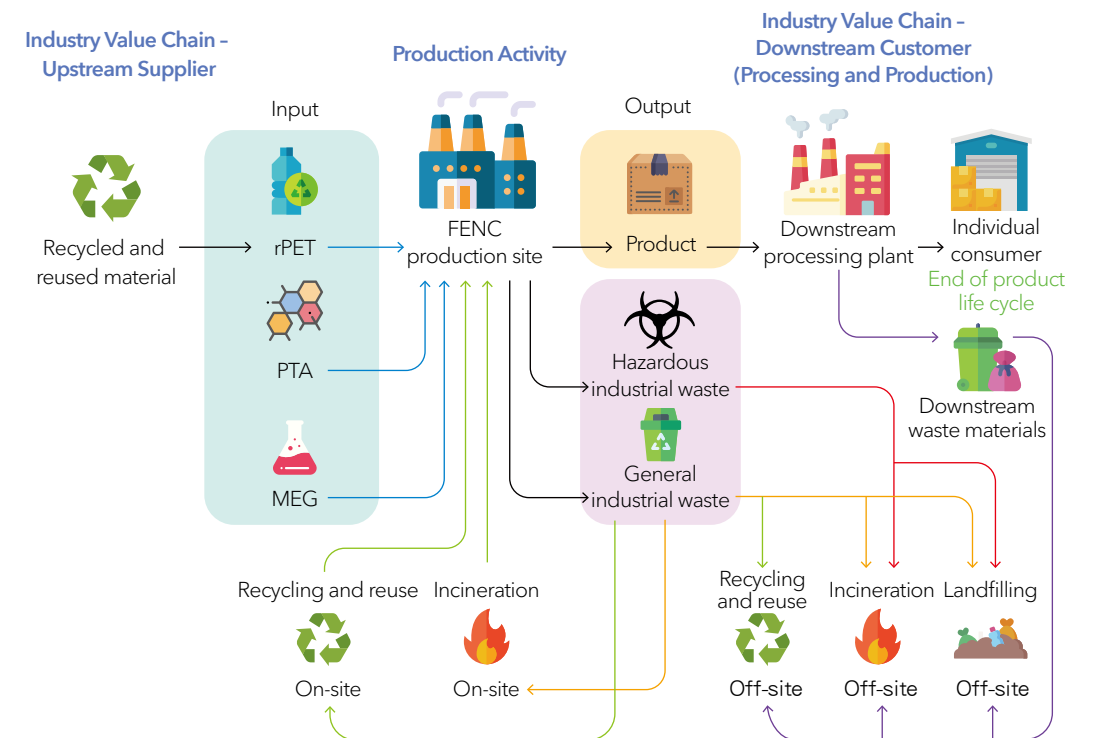 Industry Value Chain –
Upstream Supplier
Production Activity
Industry Value Chain –
Downstream Customer
(Processing and Production)
Input
Output
Recycled and
reused material
rPET
PTA
MEG
FENC
production site
Product
Hazardous
industrial waste
General
industrial waste
Downstream
processing plant
Individual
consumer
End of product
life cycle
Downstream
waste materials
Recycling and reuse
On-site
Incineration
On-site
Recycling
and reuse
Off-site
Incineration
Off-site
Landfilling
Off-site